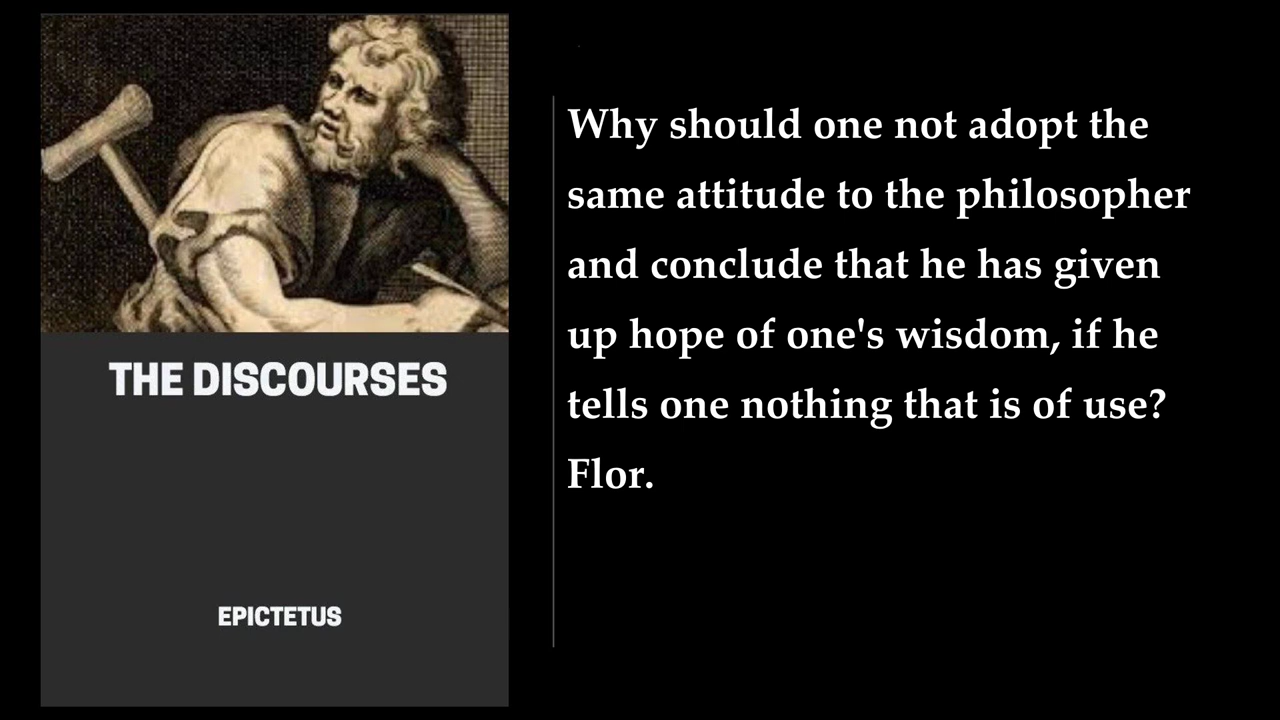 THE DISCOURSES
EPICTETUS
Why should one not adopt the
same attitude to the philosopher
and conclude that he has given
up hope of one's wisdom, if he
tells one nothing that is of use?
Flor.